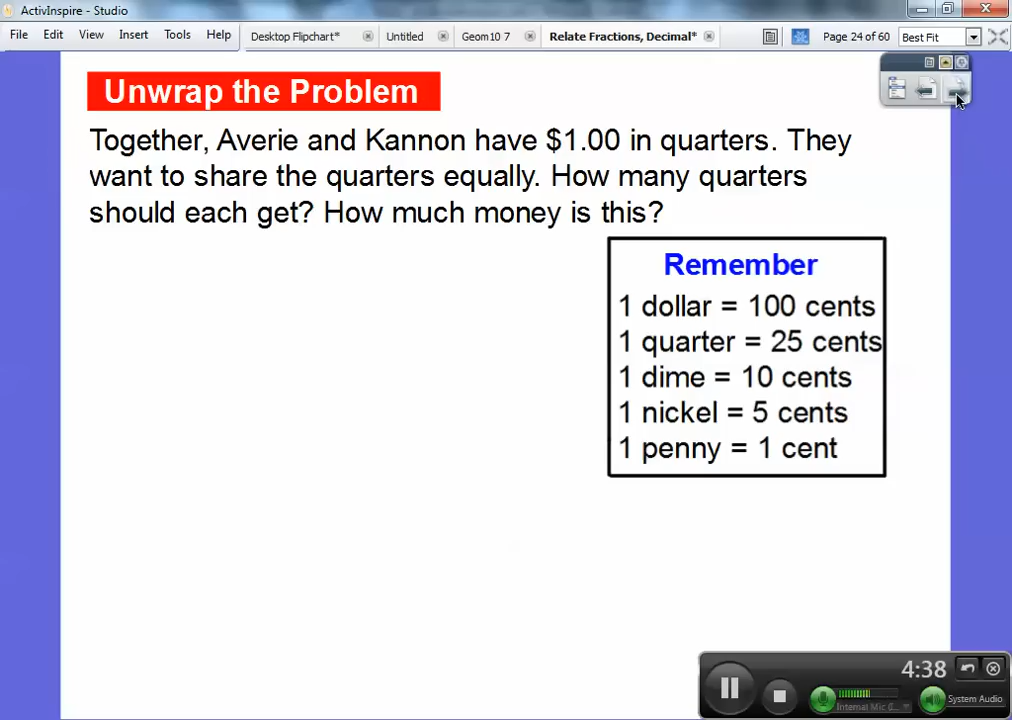 ActivInspire - Studio
File Edit View Insert Tools Help Desktop Flipchart* Untitled Geom10 7 Relate Fractions, Decimal* Page 24 of 60 Best Fit
Unwrap the Problem
Together, Averie and Kannon have $1.00 in quarters. They
want to share the quarters equally. How many quarters
should each get? How much money is this?
Remember
1 dollar = 100 cents
1 quarter = 25 cents
1 dime = 10 cents
1 nickel = 5 cents
1 penny = 1 cent
4:38
Internal Mic (I... System Audio